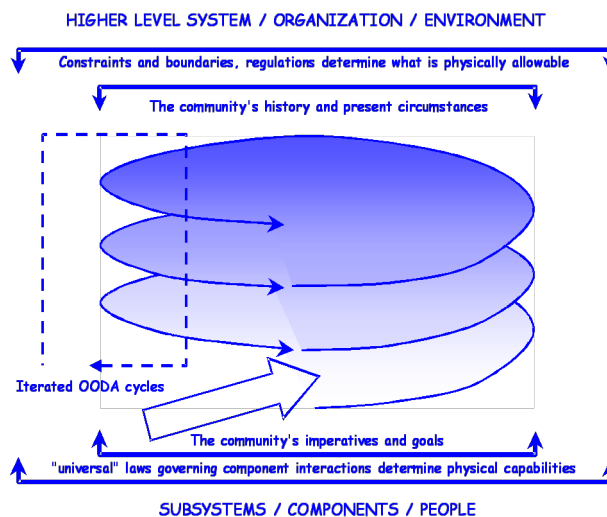 HIGHER LEVEL SYSTEM / ORGANIZATION / ENVIRONMENT
Constraints and boundaries, regulations determine what is physically allowable
The community's history and present circumstances
Iterated OODA cycles
The community's imperatives and goals
"universal" laws governing component interactions determine physical capabilities
SUBSYSTEMS / COMPONENTS / PEOPLE